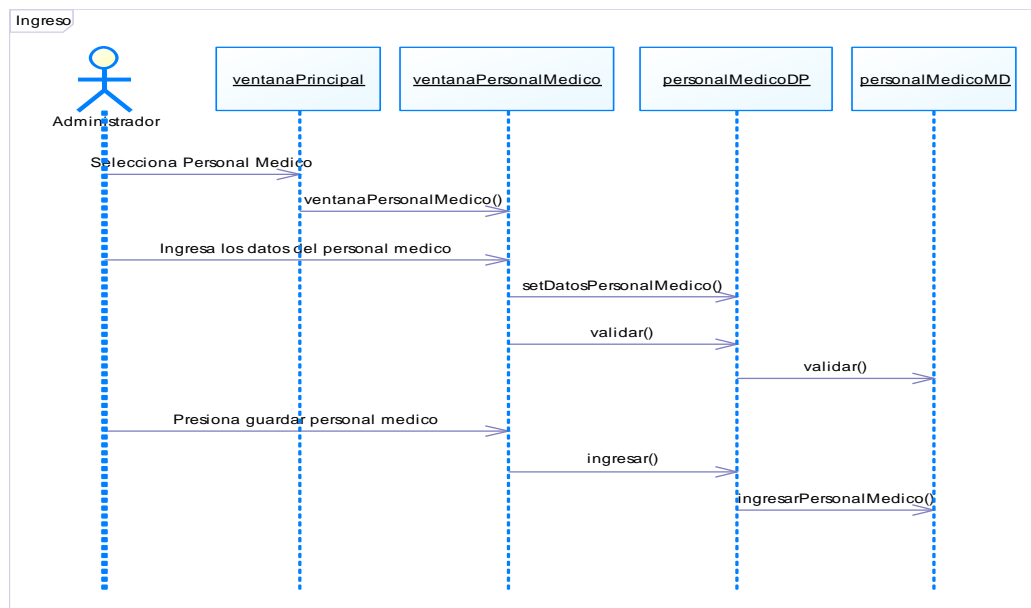 Ingreso
ventanaPrincipal
ventanaPersonalMedico
personalMedicoDP
personalMedicoMD
Administrador
Selecciona Personal Medico
ventanaPersonalMedico()
Ingresa los datos del personal medico
setDatosPersonalMedico()
validar()
validar()
Presiona guardar personal medico
ingresar()
ingresarPersonalMedico()